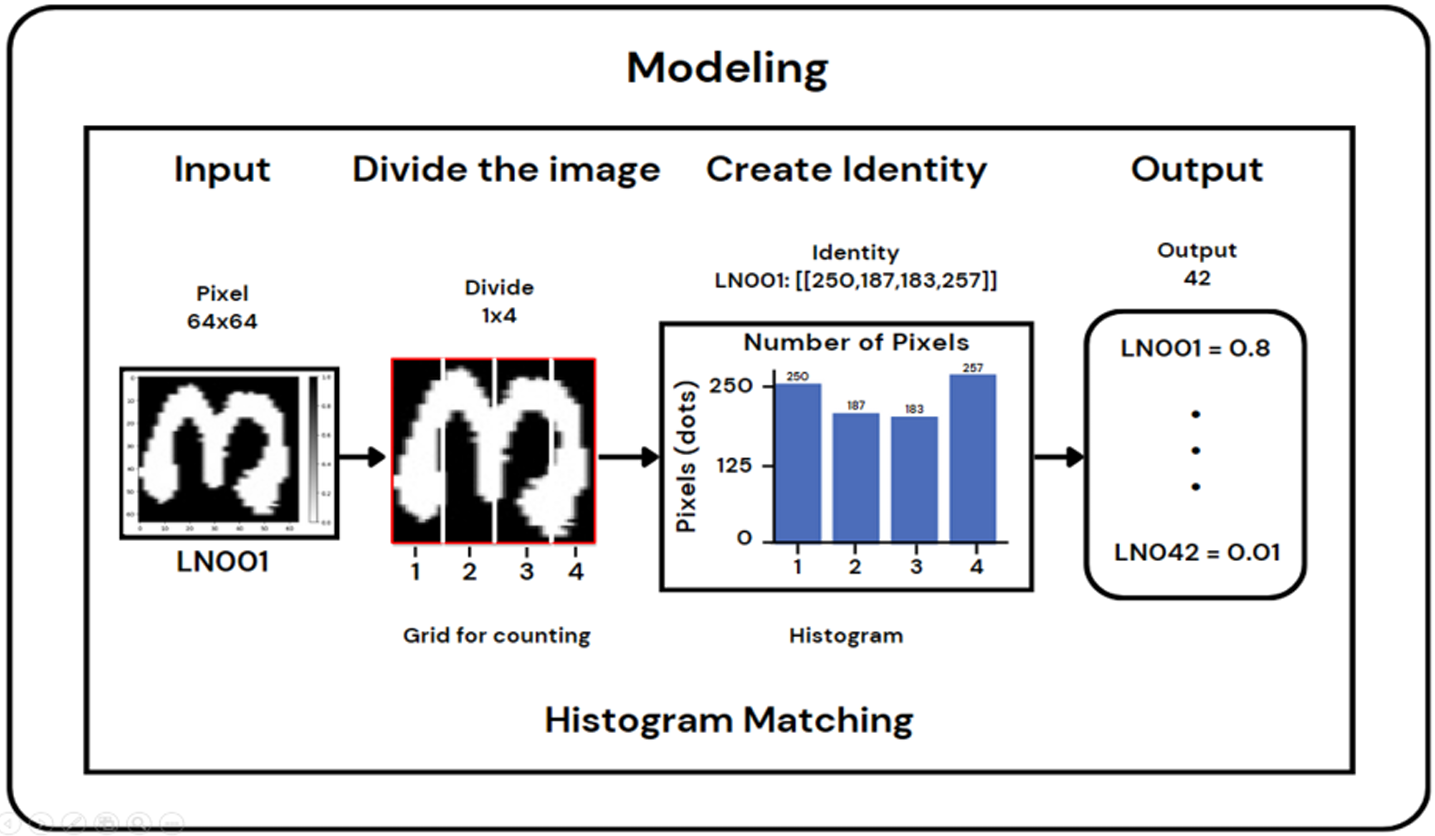 Modeling
Input
Divide the image
Create Identity
Output
Pixel
64x64
LN001
Divide
1x4
1 2 3 4
Grid for counting
Identity
LN001: [[250,187,183,257]]
Number of Pixels
Pixels (dots)
250
125
0
250
187
183
257
1 2 3 4
Histogram
Output
42
LN001 = 0.8
LN042 = 0.01
Histogram Matching